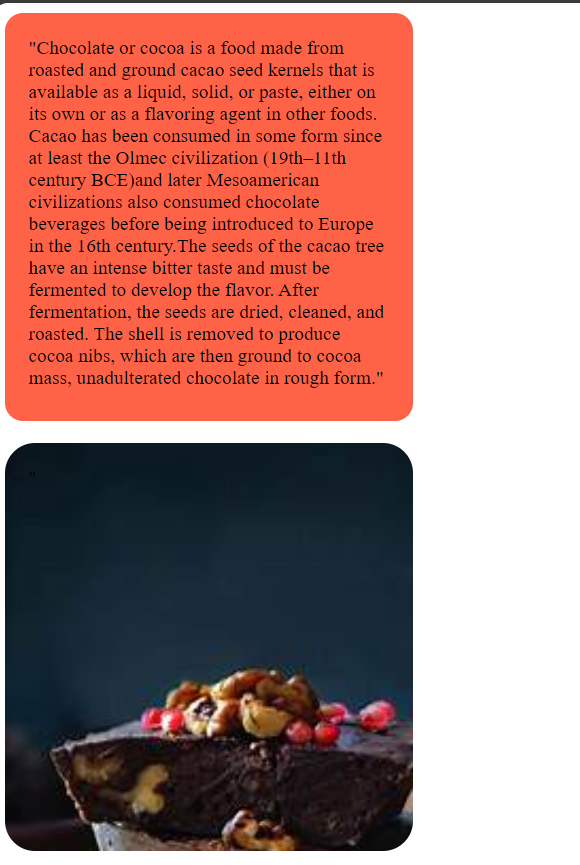 "Chocolate or cocoa is a food made from
roasted and ground cacao seed kernels that is
available as a liquid, solid, or paste, either on
its own or as a flavoring agent in other foods.
Cacao has been consumed in some form since
at least the Olmec civilization (19th–11th
century BCE)and later Mesoamerican
civilizations also consumed chocolate
beverages before being introduced to Europe
in the 16th century.The seeds of the cacao tree
have an intense bitter taste and must be
fermented to develop the flavor. After
fermentation, the seeds are dried, cleaned, and
roasted. The shell is removed to produce
cocoa nibs, which are then ground to cocoa
mass, unadulterated chocolate in rough form."
"